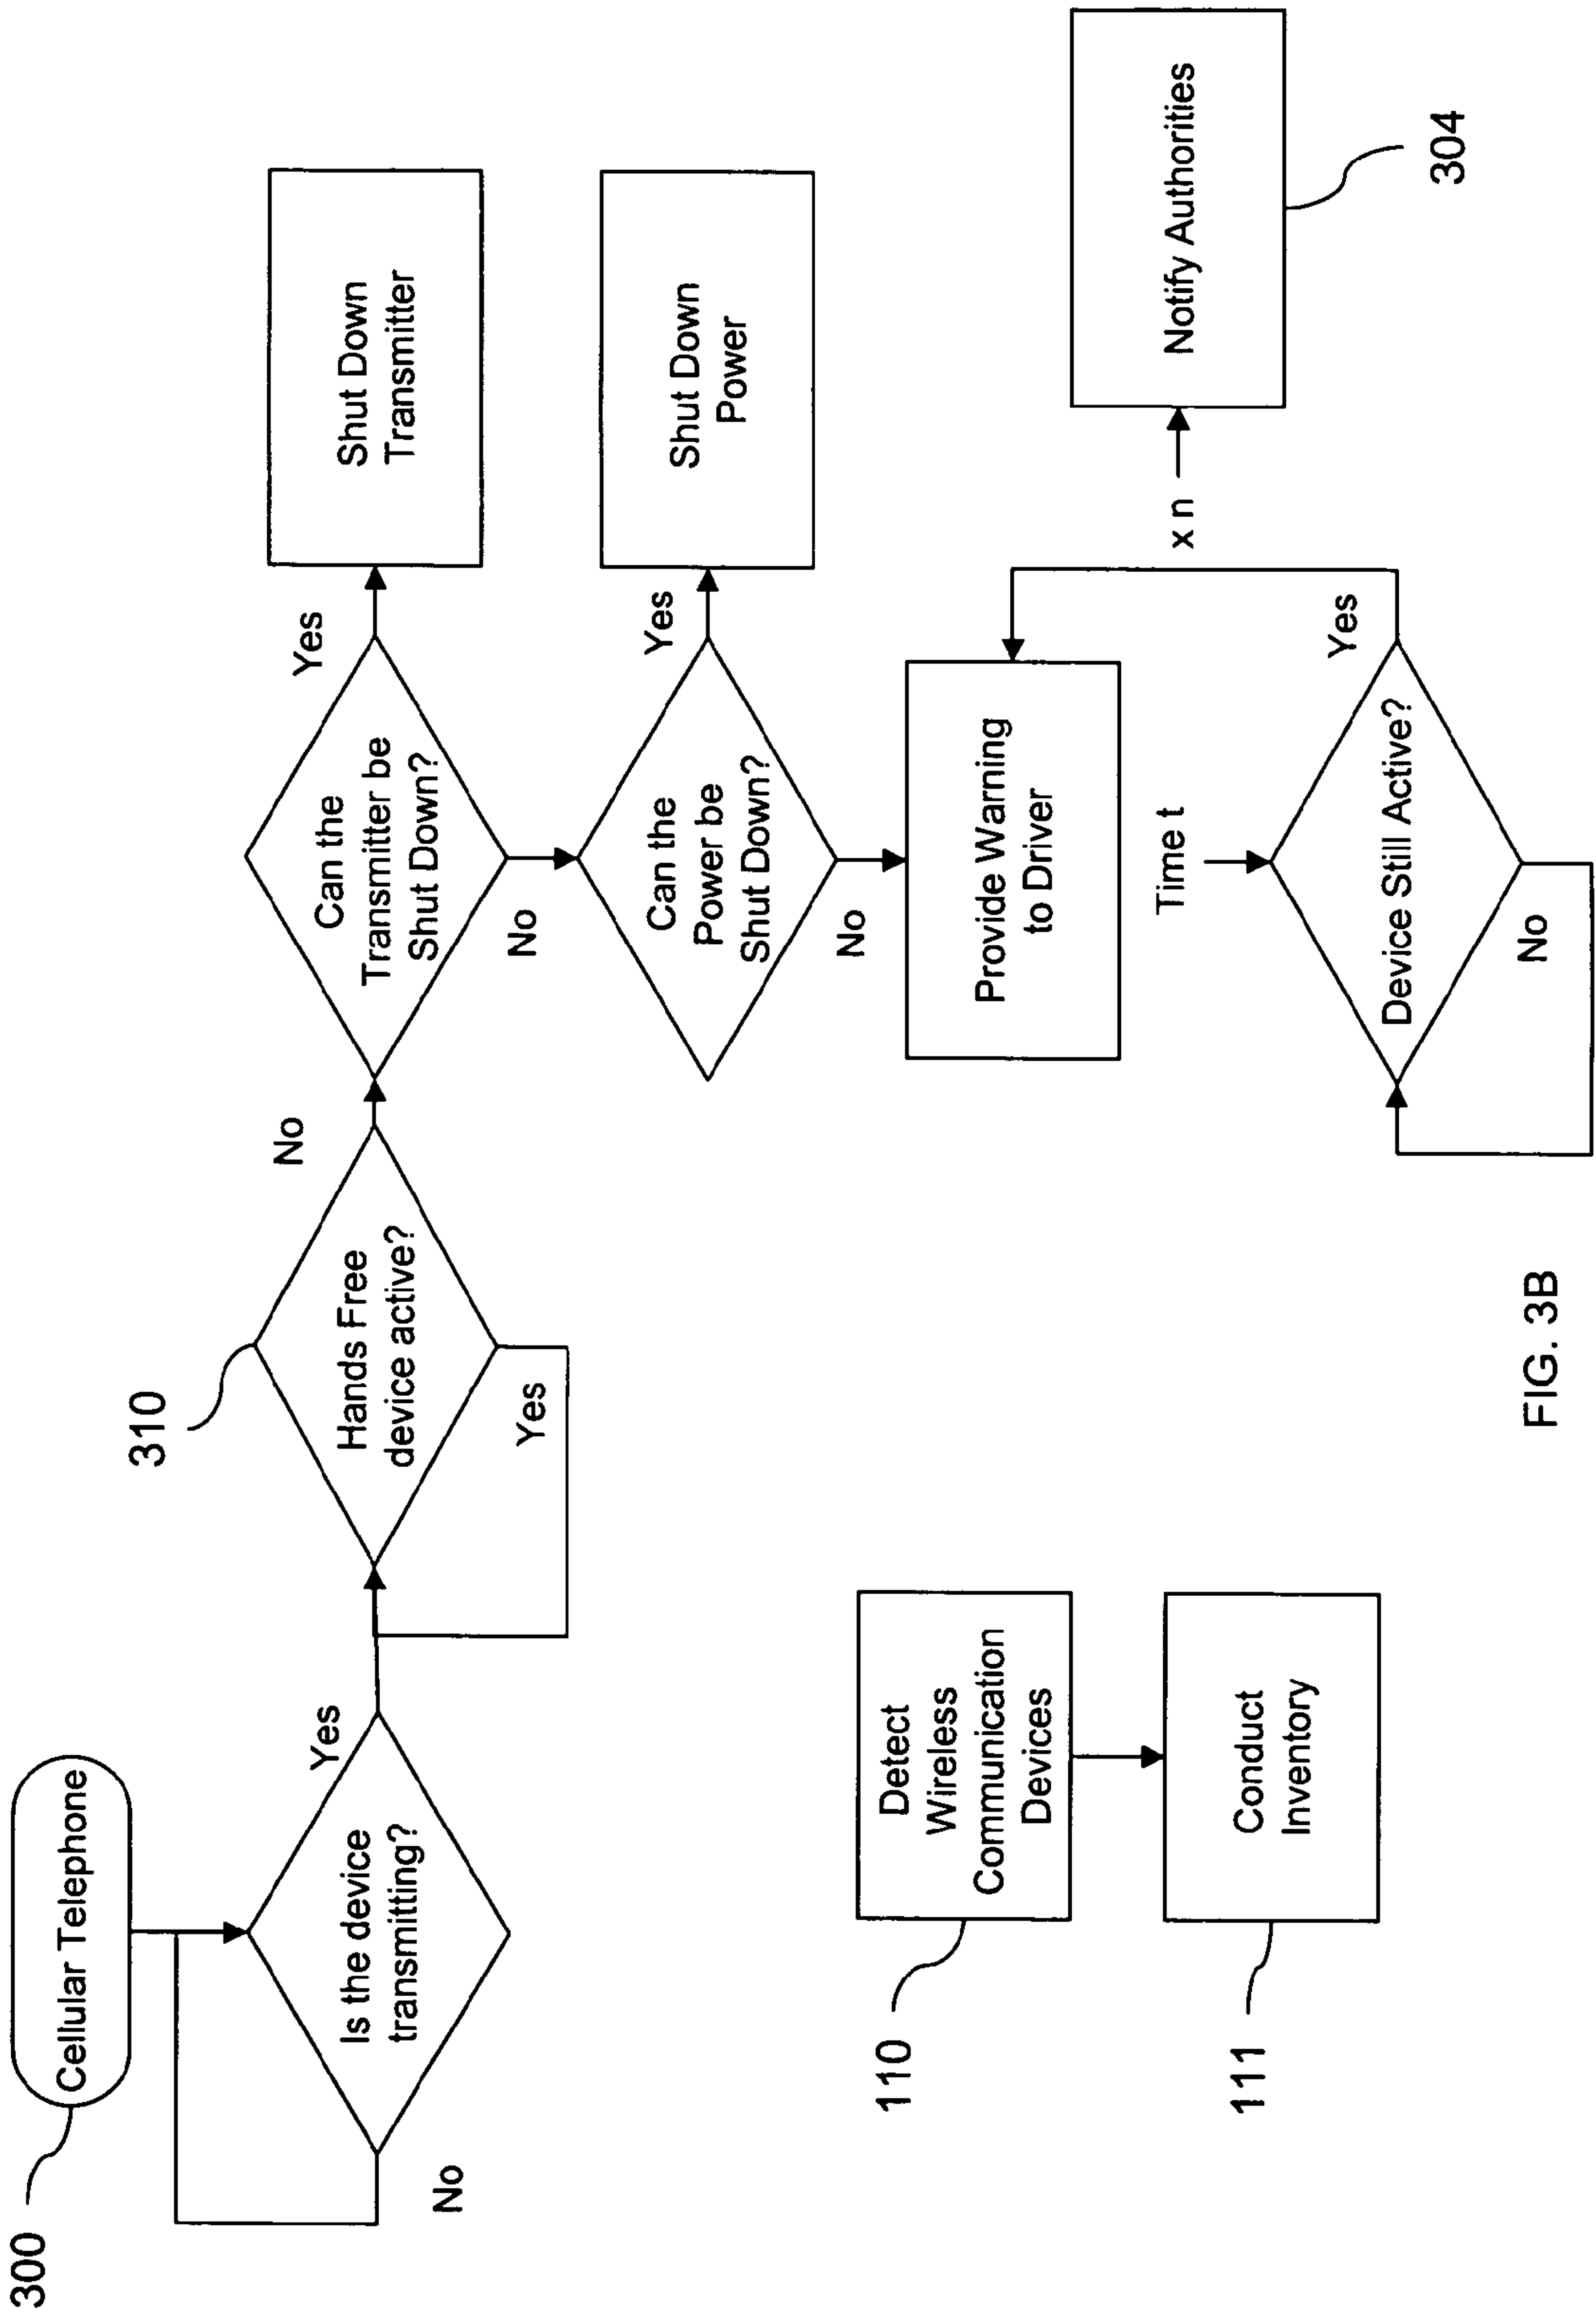 300
Cellular Telephone
Is the device
transmitting?
No
Yes
310
Hands Free
device active?
Yes
No
Can the
Transmitter be
Shut Down?
Yes
Shut Down
Transmitter
No
Can the
Power be
Shut Down?
Yes
Shut Down
Power
No
Provide Warning
to Driver
Time t
Device Still Active?
Yes
No
x n
Notify Authorities
304
110
Detect
Wireless
Communication
Devices
111
Conduct
Inventory
FIG. 3B